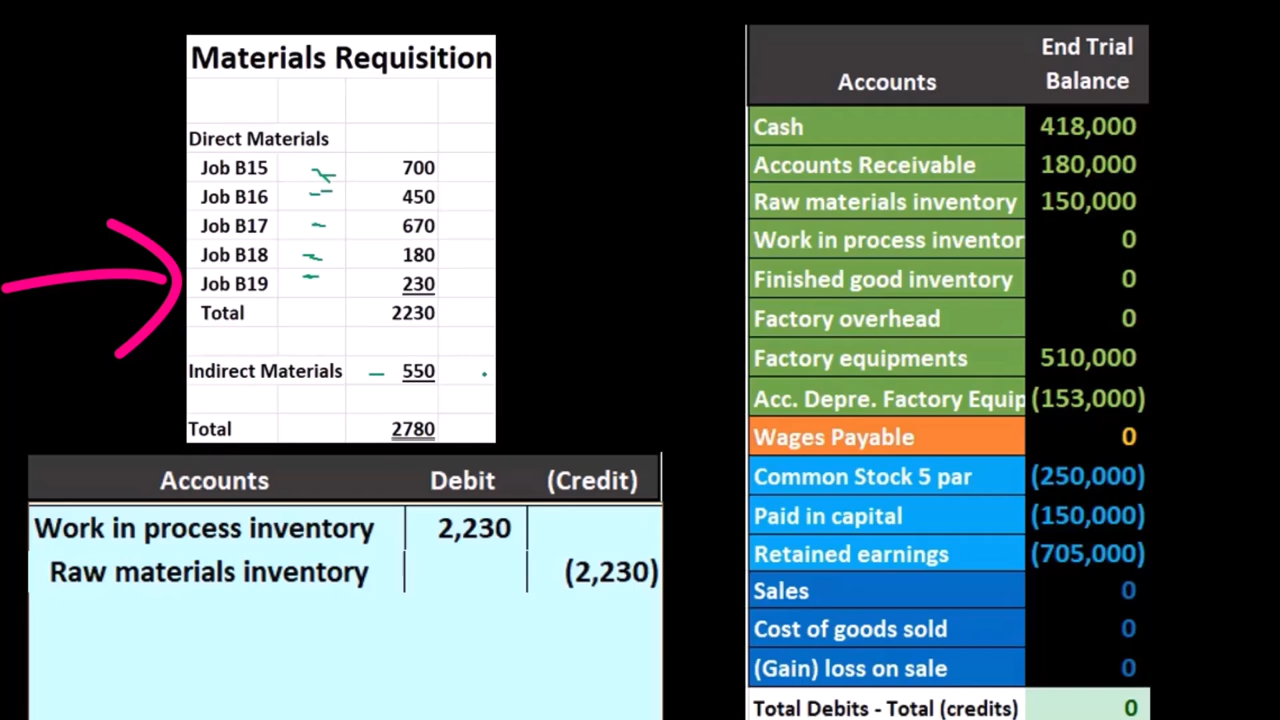 Materials Requisition
Direct Materials
Job B15 700
Job B16 450
Job B17 670
Job B18 180
Job B19 230
Total 2230
Indirect Materials 550
Total 2780
Accounts Debit (Credit)
Work in process inventory 2,230
Raw materials inventory (2,230)
Accounts End Trial Balance
Cash 418,000
Accounts Receivable 180,000
Raw materials inventory 150,000
Work in process inventor 0
Finished good inventory 0
Factory overhead 0
Factory equipments 510,000
Acc. Depre. Factory Equip (153,000)
Wages Payable 0
Common Stock 5 par (250,000)
Paid in capital (150,000)
Retained earnings (705,000)
Sales 0
Cost of goods sold 0
(Gain) loss on sale 0
Total Debits - Total (credits) 0